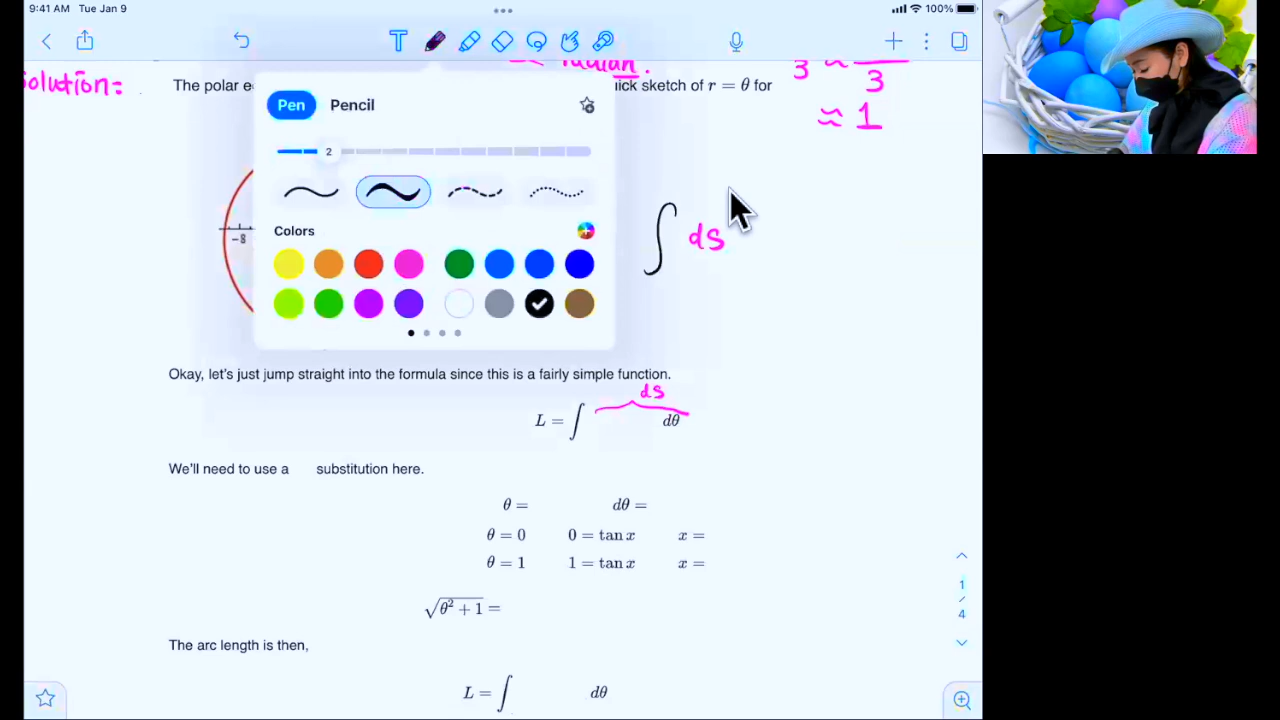 9:41 AM Tue Jan 9
100%
≈ radian.
3 ≈
3
≈ 1
Solution:
The polar e
uick sketch of r = θ for
Pen Pencil
2
Colors
−8
∫ ds
Okay, let's just jump straight into the formula since this is a fairly simple function.
ds
L = ∫ dθ
We'll need to use a substitution here.
θ = dθ =
θ = 0 0 = tan x x =
θ = 1 1 = tan x x =
√(θ² + 1) =
The arc length is then,
L = ∫ dθ
1
4